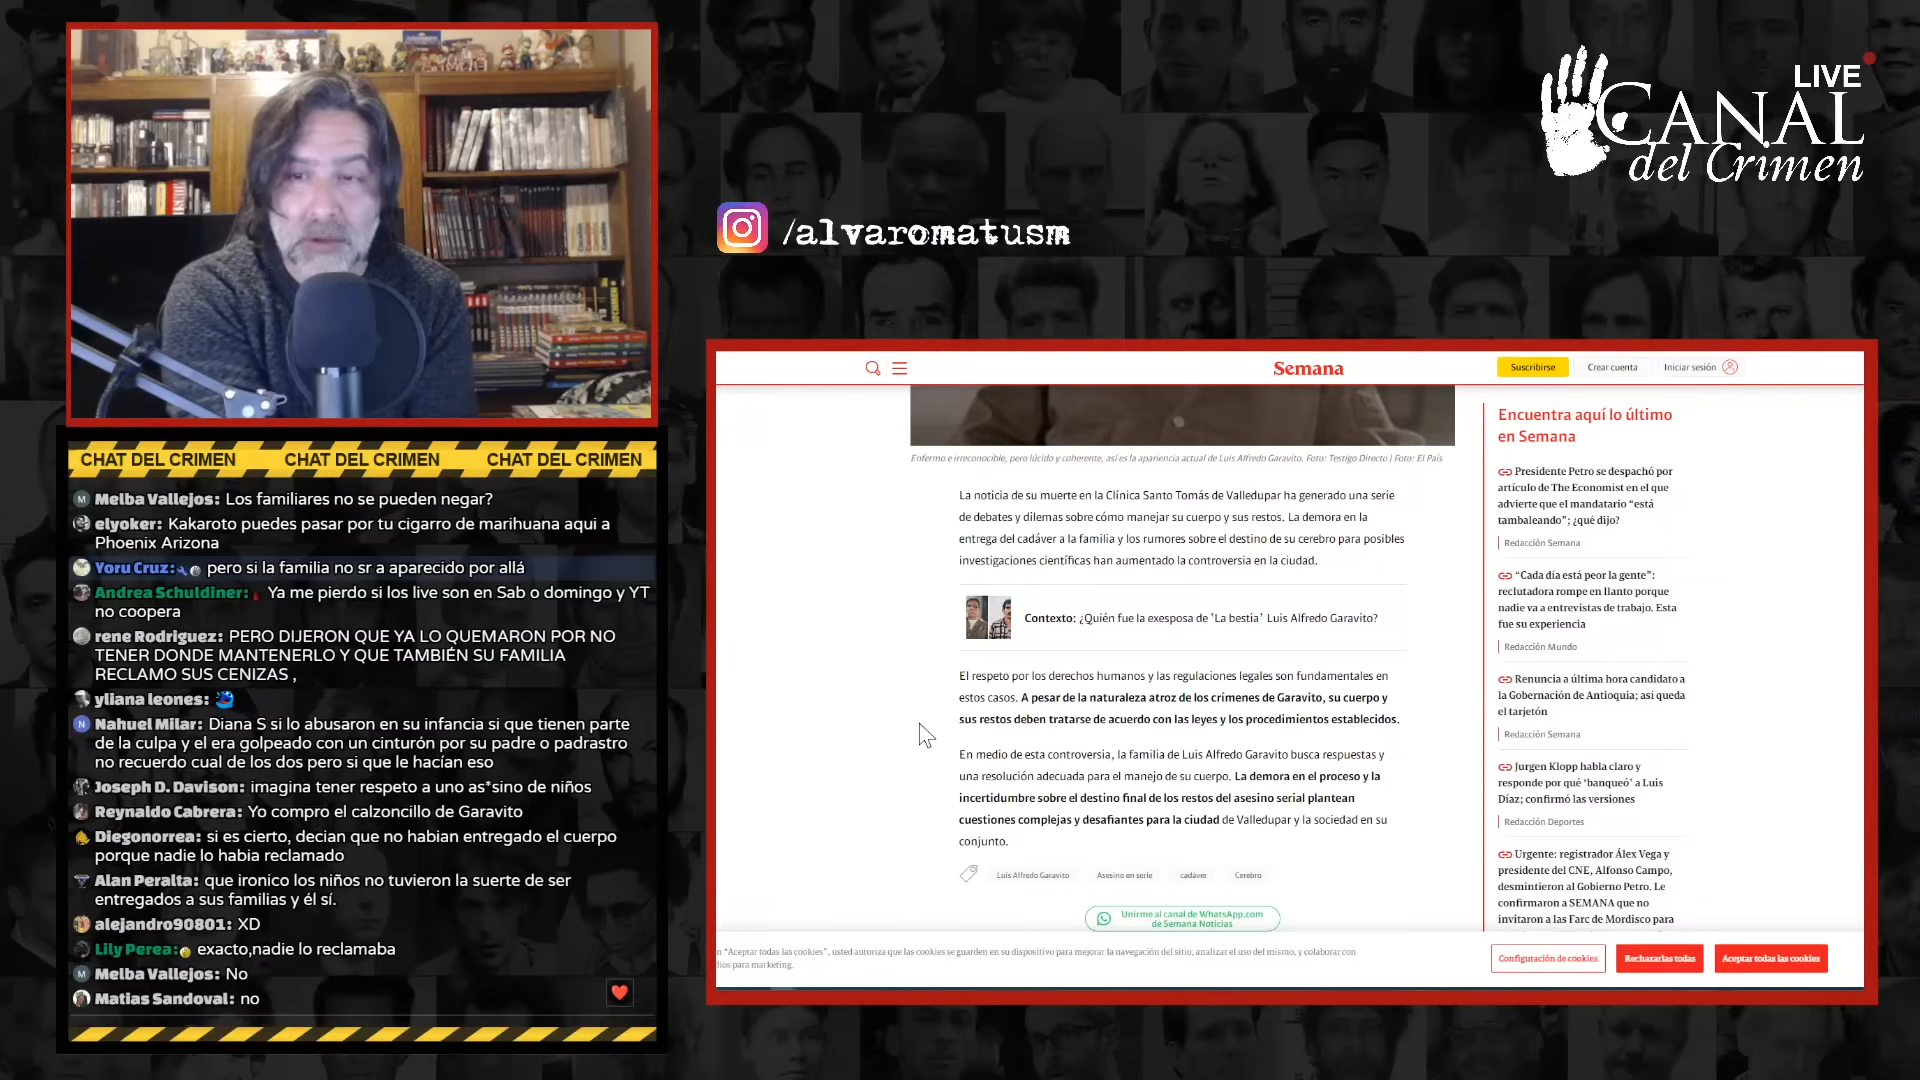 LIVE
CANAL
del Crimen
/alvaromatusm
CHAT DEL CRIMEN CHAT DEL CRIMEN CHAT DEL CRIMEN
M Melba Vallejos: Los familiares no se pueden negar?
elyoker: Kakaroto puedes pasar por tu cigarro de marihuana aqui a
Phoenix Arizona
Yoru Cruz: pero si la familia no sr a aparecido por allá
Andrea Schuldiner: Ya me pierdo si los live son en Sab o domingo y YT
no coopera
rene Rodriguez: PERO DIJERON QUE YA LO QUEMARON POR NO
TENER DONDE MANTENERLO Y QUE TAMBIÉN SU FAMILIA
RECLAMO SUS CENIZAS ,
yliana leones:
N Nahuel Milar: Diana S si lo abusaron en su infancia si que tienen parte
de la culpa y el era golpeado con un cinturón por su padre o padrastro
no recuerdo cual de los dos pero si que le hacían eso
Joseph D. Davison: imagina tener respeto a uno as*sino de niños
Reynaldo Cabrera: Yo compro el calzoncillo de Garavito
Diegonorrea: si es cierto, decian que no habian entregado el cuerpo
porque nadie lo habia reclamado
Alan Peralta: que ironico los niños no tuvieron la suerte de ser
entregados a sus familias y él sí.
alejandro90801: XD
Lily Perea: exacto,nadie lo reclamaba
M Melba Vallejos: No
Matias Sandoval: no
Semana
Suscribirse
Crear cuenta
Iniciar sesión
Enfermo e irreconocible, pero lúcido y coherente, así es la apariencia actual de Luis Alfredo Garavito. Foto: Testigo Directo | Foto: El País
La noticia de su muerte en la Clínica Santo Tomás de Valledupar ha generado una serie
de debates y dilemas sobre cómo manejar su cuerpo y sus restos. La demora en la
entrega del cadáver a la familia y los rumores sobre el destino de su cerebro para posibles
investigaciones científicas han aumentado la controversia en la ciudad.
Contexto: ¿Quién fue la exesposa de 'La bestia' Luis Alfredo Garavito?
El respeto por los derechos humanos y las regulaciones legales son fundamentales en
estos casos. A pesar de la naturaleza atroz de los crímenes de Garavito, su cuerpo y
sus restos deben tratarse de acuerdo con las leyes y los procedimientos establecidos.
En medio de esta controversia, la familia de Luis Alfredo Garavito busca respuestas y
una resolución adecuada para el manejo de su cuerpo. La demora en el proceso y la
incertidumbre sobre el destino final de los restos del asesino serial plantean
cuestiones complejas y desafiantes para la ciudad de Valledupar y la sociedad en su
conjunto.
Luis Alfredo Garavito
Asesino en serie
cadáver
Cerebro
Unirme al canal de WhatsApp.com
de Semana Noticias
Encuentra aquí lo último
en Semana
Presidente Petro se despachó por
artículo de The Economist en el que
advierte que el mandatario “está
tambaleando”; ¿qué dijo?
Redacción Semana
“Cada día está peor la gente”:
reclutadora rompe en llanto porque
nadie va a entrevistas de trabajo. Esta
fue su experiencia
Redacción Mundo
Renuncia a última hora candidato a
la Gobernación de Antioquia; así queda
el tarjetón
Redacción Semana
Jurgen Klopp habla claro y
responde por qué ‘banqueó’ a Luis
Díaz; confirmó las versiones
Redacción Deportes
Urgente: registrador Álex Vega y
presidente del CNE, Alfonso Campo,
desmintieron al Gobierno Petro. Le
confirmaron a SEMANA que no
invitaron a las Farc de Mordisco para
n “Aceptar todas las cookies”, usted autoriza que las cookies se guarden en su dispositivo para mejorar la navegación del sitio, analizar el uso del mismo, y colaborar con
dios para marketing.
Configuración de cookies
Rechazarlas todas
Aceptar todas las cookies